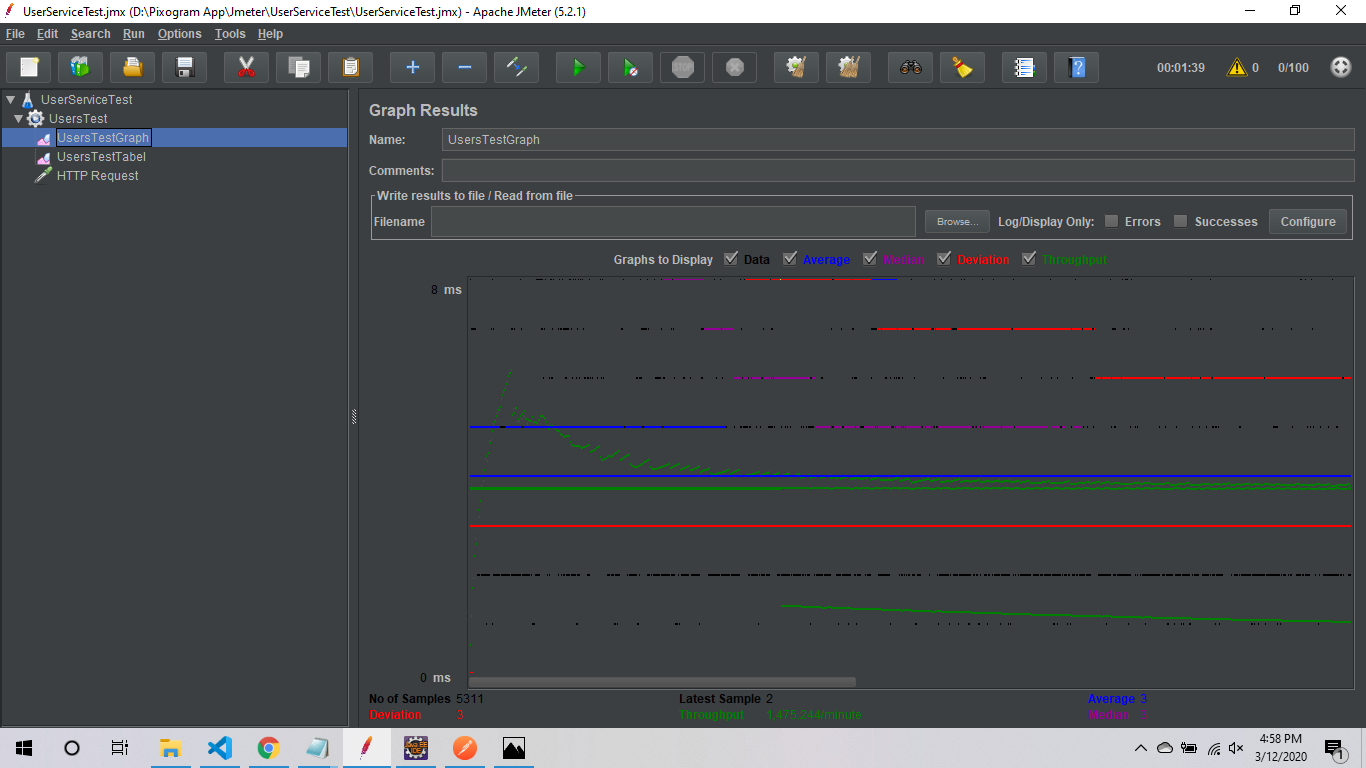 UserServiceTest.jmx (D:\Pixogram App\Jmeter\UserServiceTest\UserServiceTest.jmx) - Apache JMeter (5.2.1)
File Edit Search Run Options Tools Help
STOP 00:01:39 0 0/100 ?
UserServiceTest
UsersTest
UsersTestGraph
UsersTestTabel
HTTP Request
Graph Results
Name: UsersTestGraph
Comments:
Write results to file / Read from file
Filename Browse... Log/Display Only: Errors Successes Configure
Graphs to Display Data Average Median Deviation Throughput
8 ms
0 ms
No of Samples 5311 Latest Sample 2 Average 3
Deviation 3 Throughput 1,475.244/minute Median
4:58 PM
3/12/2020
1